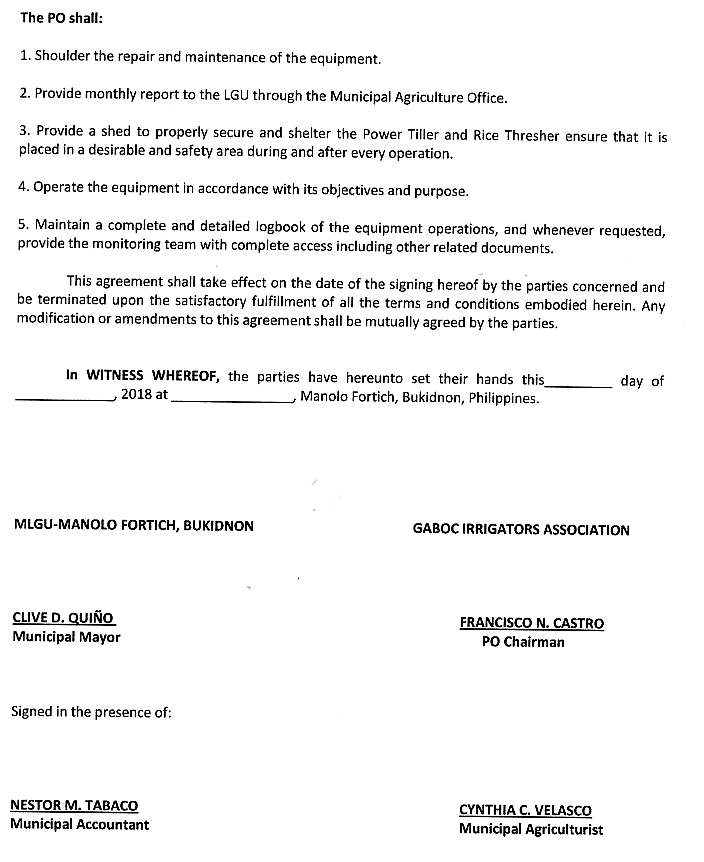 The PO shall:
1. Shoulder the repair and maintenance of the equipment.
2. Provide monthly report to the LGU through the Municipal Agriculture Office.
3. Provide a shed to properly secure and shelter the Power Tiller and Rice Thresher ensure that it is
placed in a desirable and safety area during and after every operation.
4. Operate the equipment in accordance with its objectives and purpose.
5. Maintain a complete and detailed logbook of the equipment operations, and whenever requested,
provide the monitoring team with complete access including other related documents.
This agreement shall take effect on the date of the signing hereof by the parties concerned and
be terminated upon the satisfactory fulfillment of all the terms and conditions embodied herein. Any
modification or amendments to this agreement shall be mutually agreed by the parties.
In WITNESS WHEREOF, the parties have hereunto set their hands this_________ day of
_____________, 2018 at ________________, Manolo Fortich, Bukidnon, Philippines.
MLGU-MANOLO FORTICH, BUKIDNON
GABOC IRRIGATORS ASSOCIATION
CLIVE D. QUIÑO
Municipal Mayor
FRANCISCO N. CASTRO
PO Chairman
Signed in the presence of:
NESTOR M. TABACO
Municipal Accountant
CYNTHIA C. VELASCO
Municipal Agriculturist